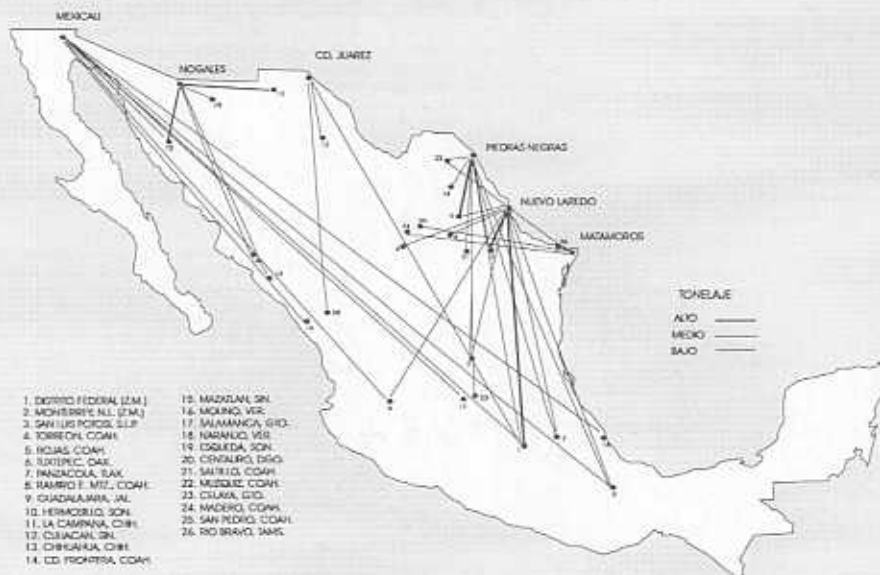 MEXICALI
NOGALES
CD. JUAREZ
PIEDRAS NEGRAS
NUEVO LAREDO
MATAMOROS
TONELAJE
ALTO
MEDIO
BAJO
1. DISTRITO FEDERAL (Z.M.)
2. MONTERREY, N.L. (Z.M.)
3. SAN LUIS POTOSI, S.L.P.
4. TORREON, COAH.
5. ROJAS, COAH.
6. TUXTEPEC, OAX.
7. PANZACOLA, TLAX.
8. RAMIRO F. MTZ., COAH.
9. GUADALAJARA, JAL.
10. HERMOSILLO, SON.
11. LA CAMPANA, CHIH.
12. CULIACAN, SIN.
13. CHIHUAHUA, CHIH.
14. CD. FRONTERA, COAH.
15. MAZATLAN, SIN.
16. MOLINO, VER.
17. SALAMANCA, GTO.
18. NARANJO, VER.
19. ESQUEDA, SON.
20. CENTAURO, DGO.
21. SALTILLO, COAH.
22. MUZQUIZ, COAH.
23. CELAYA, GTO.
24. MADERO, COAH.
25. SAN PEDRO, COAH.
26. RIO BRAVO, TAMS.